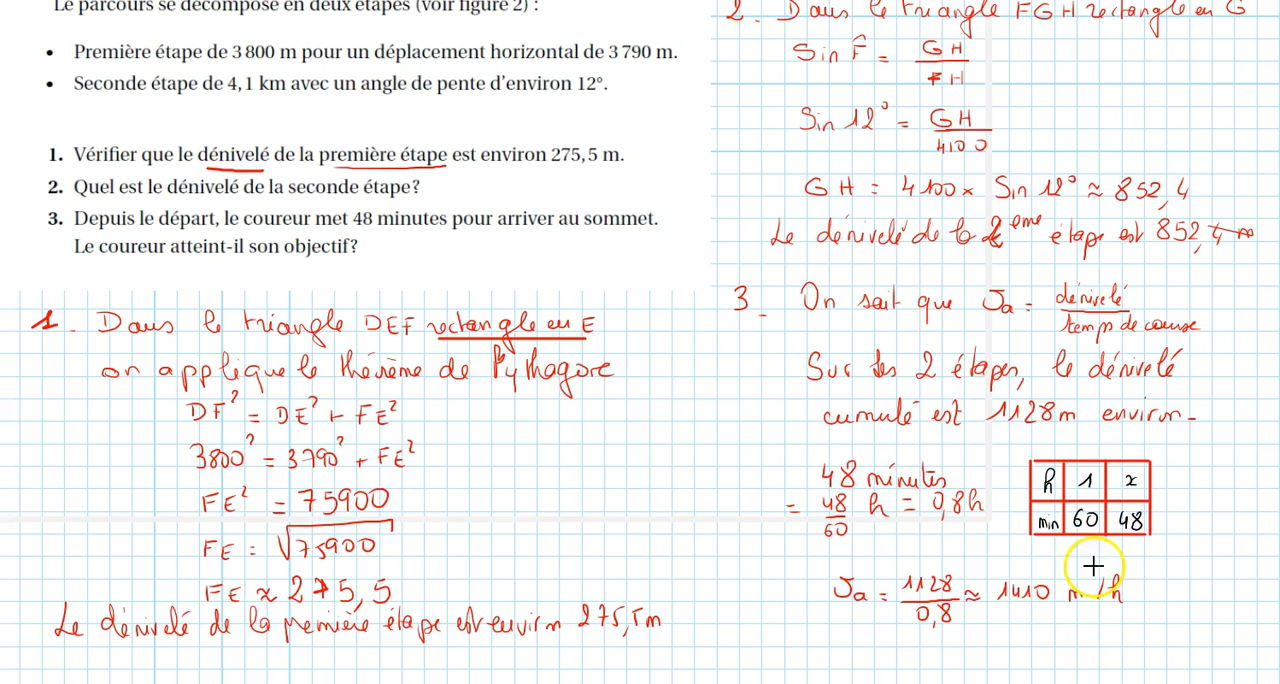 Le parcours se décompose en deux étapes (voir figure 2) :
• Première étape de 3 800 m pour un déplacement horizontal de 3 790 m.
• Seconde étape de 4,1 km avec un angle de pente d'environ 12°.
1. Vérifier que le dénivelé de la première étape est environ 275,5 m.
2. Quel est le dénivelé de la seconde étape?
3. Depuis le départ, le coureur met 48 minutes pour arriver au sommet.
Le coureur atteint-il son objectif?
1. Dans le triangle DEF rectangle en E
on applique le théorème de Pythagore
DF² = DE² + FE²
3800² = 3790² + FE²
FE² = 75900
FE = √75900
FE ≈ 275,5
Le dénivelé de la première étape est environ 275,5 m
2. Dans le triangle FGH rectangle en G
Sin F̂ = GH / FH
Sin 12° = GH / 4100
GH = 4100 × Sin 12° ≈ 852,4
Le dénivelé de la 2ème étape est 852,4 m
3. On sait que Ja = dénivelé / temps de course
Sur les 2 étapes, le dénivelé
cumulé est 1128 m environ.
48 minutes
= 48/60 h = 0,8 h
h 1 x
min 60 48
Ja = 1128 / 0,8 ≈ 1410 m/h